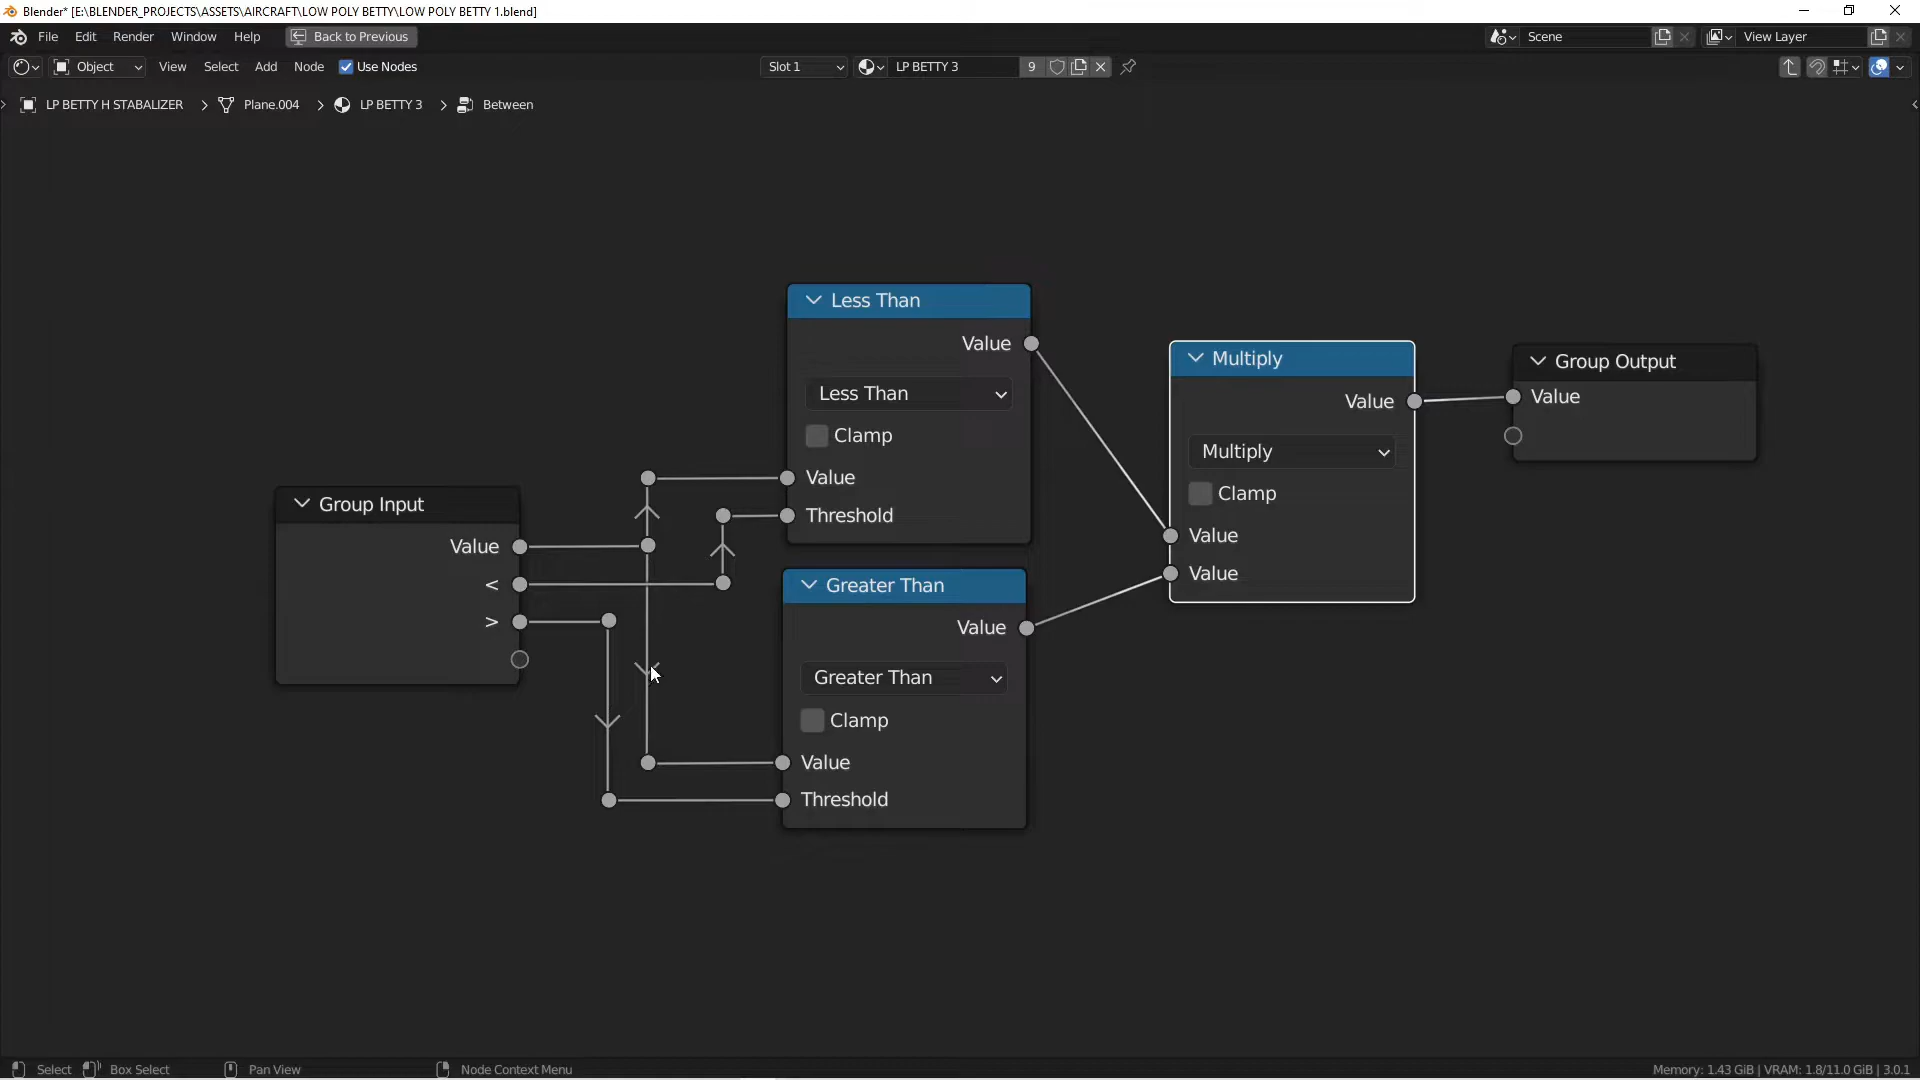 Blender* [E:\BLENDER_PROJECTS\ASSETS\AIRCRAFT\LOW POLY BETTY\LOW POLY BETTY 1.blend]
File Edit Render Window Help Back to Previous Scene View Layer
Object View Select Add Node Use Nodes Slot 1 LP BETTY 3 9
LP BETTY H STABALIZER Plane.004 LP BETTY 3 Between
Less Than
Value
Less Than
Clamp
Value
Threshold
Greater Than
Value
Greater Than
Clamp
Value
Threshold
Group Input
Value
<
>
Multiply
Value
Multiply
Clamp
Value
Value
Group Output
Value
Select Box Select Pan View Node Context Menu Memory: 1.43 GiB | VRAM: 1.8/11.0 GiB | 3.0.1